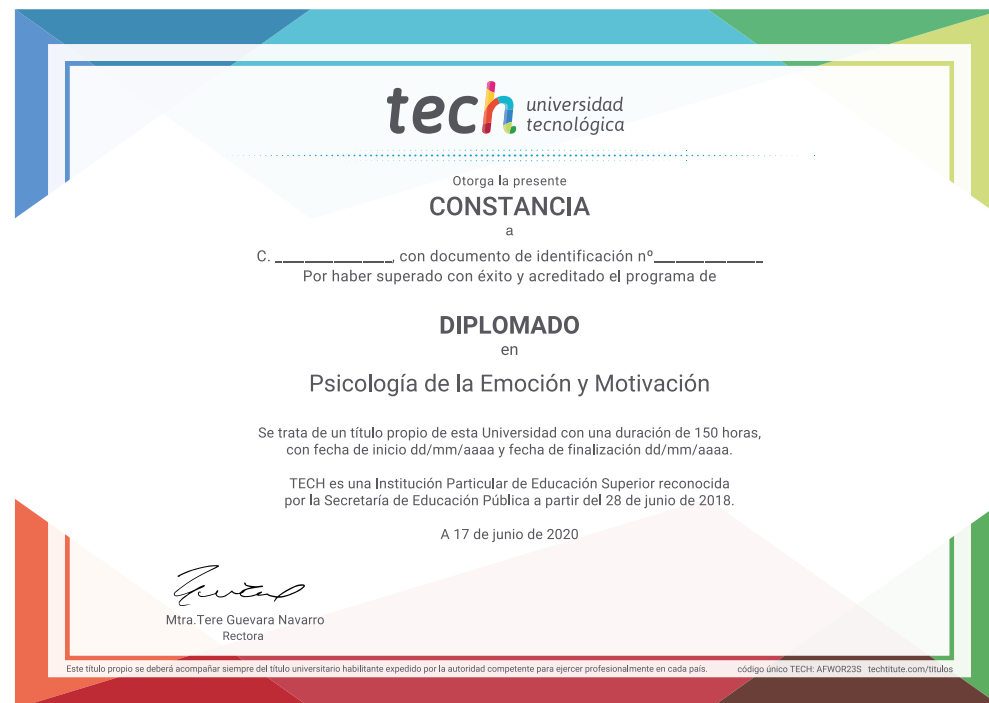 tech universidad
tecnológica
Otorga la presente
CONSTANCIA
a
C. ______________, con documento de identificación nº_____________
Por haber superado con éxito y acreditado el programa de
DIPLOMADO
en
Psicología de la Emoción y Motivación
Se trata de un título propio de esta Universidad con una duración de 150 horas,
con fecha de inicio dd/mm/aaaa y fecha de finalización dd/mm/aaaa.
TECH es una Institución Particular de Educación Superior reconocida
por la Secretaría de Educación Pública a partir del 28 de junio de 2018.
A 17 de junio de 2020
Mtra.Tere Guevara Navarro
Rectora
Este título propio se deberá acompañar siempre del título universitario habilitante expedido por la autoridad competente para ejercer profesionalmente en cada país. código único TECH: AFWOR23S techtitute.com/titulos